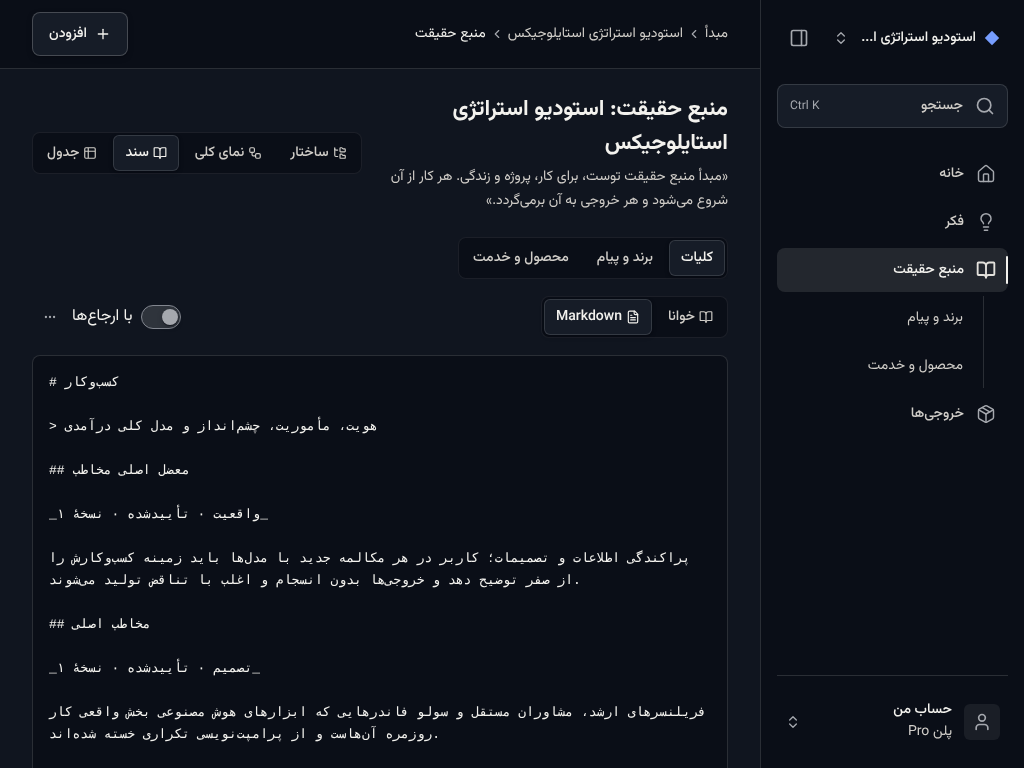 استودیو استراتژی ا...
جستجو
Ctrl K
خانه
فکر
منبع حقیقت
برند و پیام
محصول و خدمت
خروجی‌ها
حساب من
پلن Pro
مبدأ
استودیو استراتژی استایلوجیکس
منبع حقیقت
افزودن
منبع حقیقت: استودیو استراتژی
استایلوجیکس
«مبدأ منبع حقیقت توست، برای کار، پروژه و زندگی. هر کار از آن
شروع می‌شود و هر خروجی به آن برمی‌گردد.»
ساختار
نمای کلی
سند
جدول
کلیات
برند و پیام
محصول و خدمت
خوانا
Markdown
با ارجاع‌ها
# کسب‌وکار
> هویت، مأموریت، چشم‌انداز و مدل کلی درآمدی
## معضل اصلی مخاطب
_واقعیت · تأییدشده · نسخهٔ ۱_
پراکندگی اطلاعات و تصمیمات؛ کاربر در هر مکالمه جدید با مدل‌ها باید زمینه کسب‌وکارش را
از صفر توضیح دهد و خروجی‌ها بدون انسجام و اغلب با تناقض تولید می‌شوند.
## مخاطب اصلی
_تصمیم · تأییدشده · نسخهٔ ۱_
فریلنسرهای ارشد، مشاوران مستقل و سولو فاندرهایی که ابزارهای هوش مصنوعی بخش واقعی کار
روزمره آن‌هاست و از پرامپت‌نویسی تکراری خسته شده‌اند.